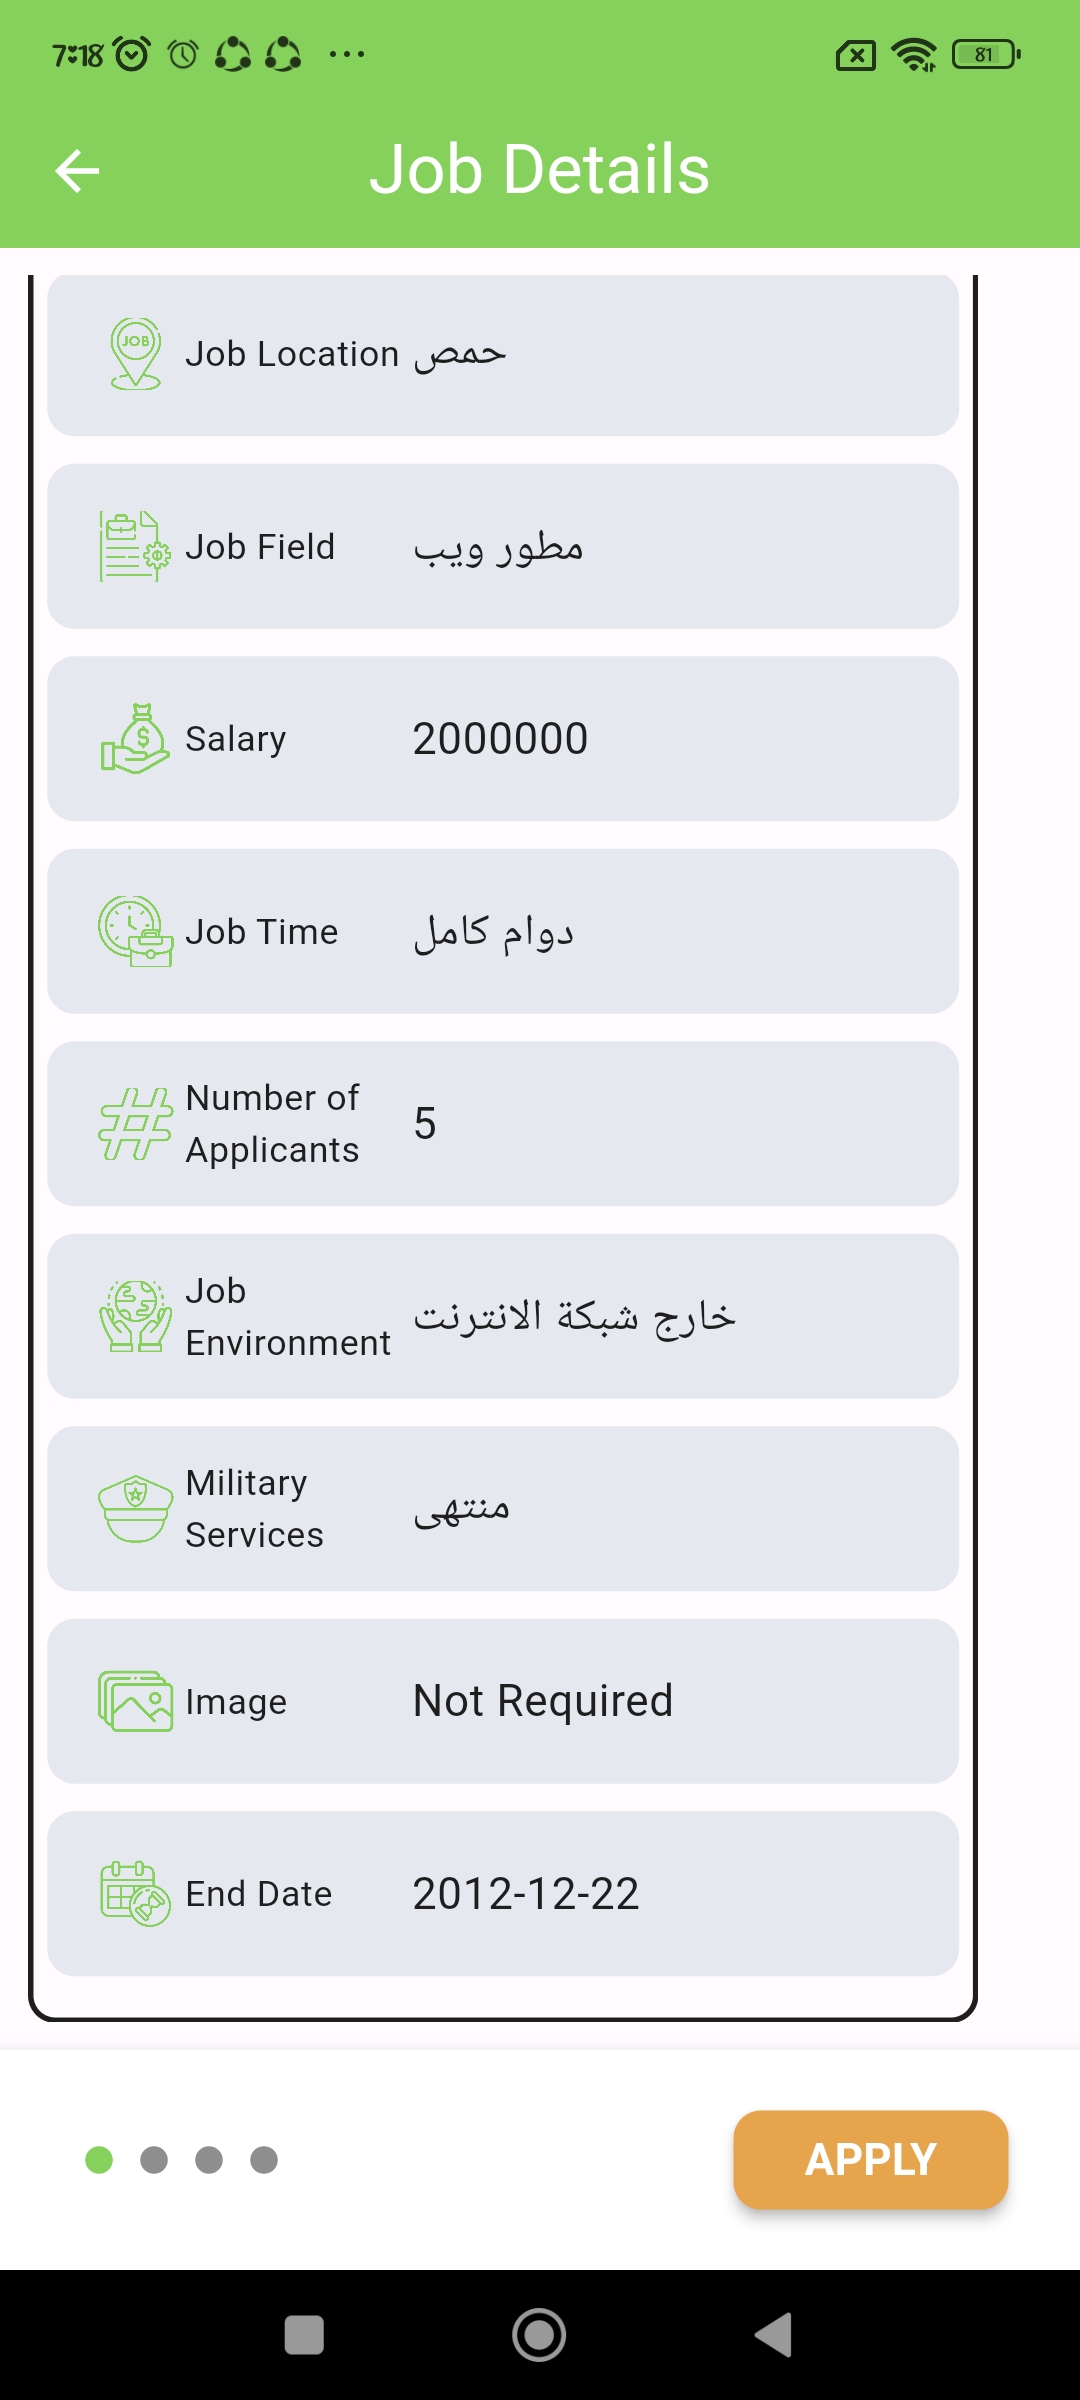 7:18
81
Job Details
JOB
Job Location حمص
Job Field مطور ويب
Salary 2000000
Job Time دوام كامل
Number of
Applicants
5
Job
Environment
خارج شبكة الانترنت
Military
Services
منتهى
Image Not Required
End Date 2012-12-22
APPLY